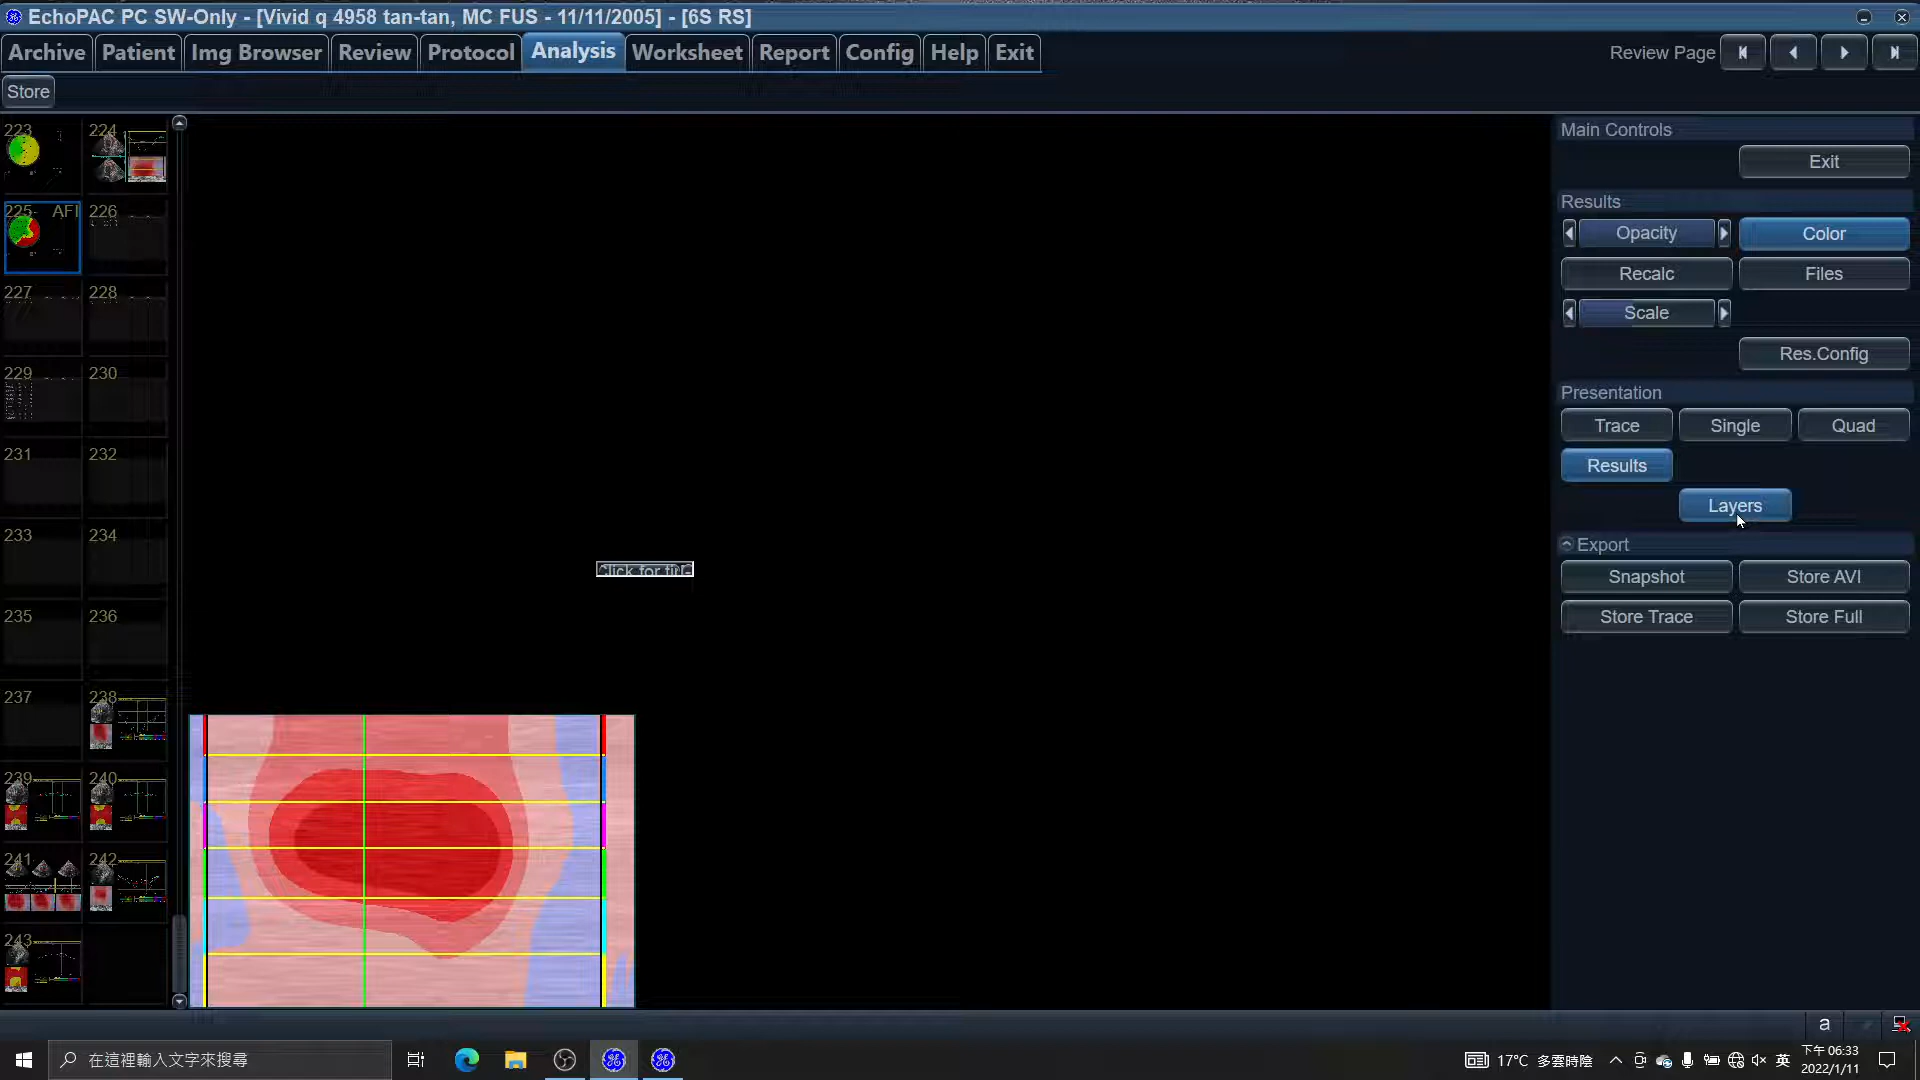 EchoPAC PC SW-Only - [Vivid q 4958 tan-tan, MC FUS - 11/11/2005] - [6S RS]
Archive Patient Img Browser Review Protocol Analysis Worksheet Report Config Help Exit
Review Page
Store
223 224
225 AFI 226
227 228
229 230
231 232
233 234
235 236
237 238
239 240
241 242
243
Click for
Main Controls
Exit
Results
Opacity Color
Recalc Files
Scale
Res.Config
Presentation
Trace Single Quad
Results
Layers
Export
Snapshot Store AVI
Store Trace Store Full
a
在這裡輸入文字來搜尋
17°C 多雲時陰
英
下午 06:33
2022/1/11